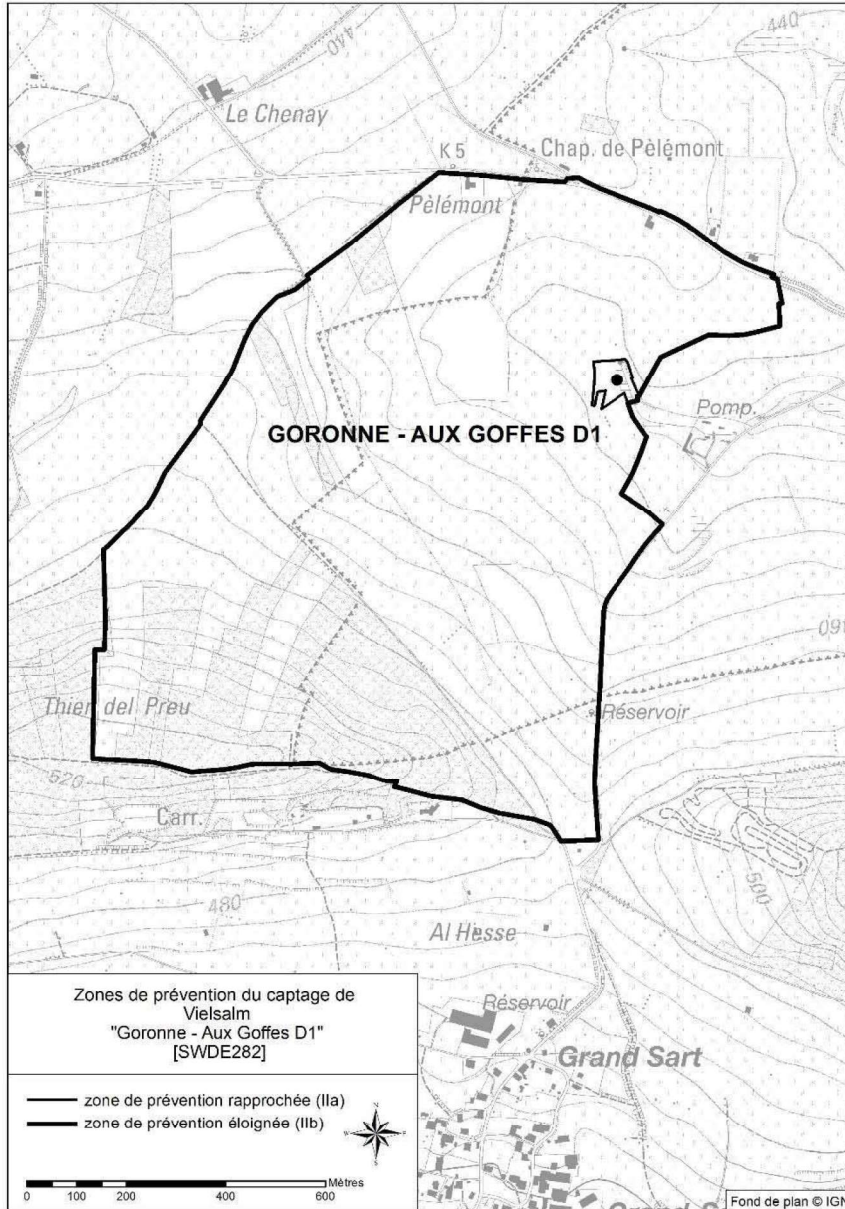 440
440
Le Chenay
K 5
Chap. de Pèlémont
Pèlémont
GORONNE - AUX GOFFES D1
Pomp.
Thier del Preu
Réservoir
520
Carr.
500
480
Al Hesse
Réservoir
Grand Sart
Zones de prévention du captage de
Vielsalm
"Goronne - Aux Goffes D1"
[SWDE282]
zone de prévention rapprochée (IIa)
zone de prévention éloignée (IIb)
N
E
S
W
Mètres
0 100 200 400 600
Fond de plan © IGN